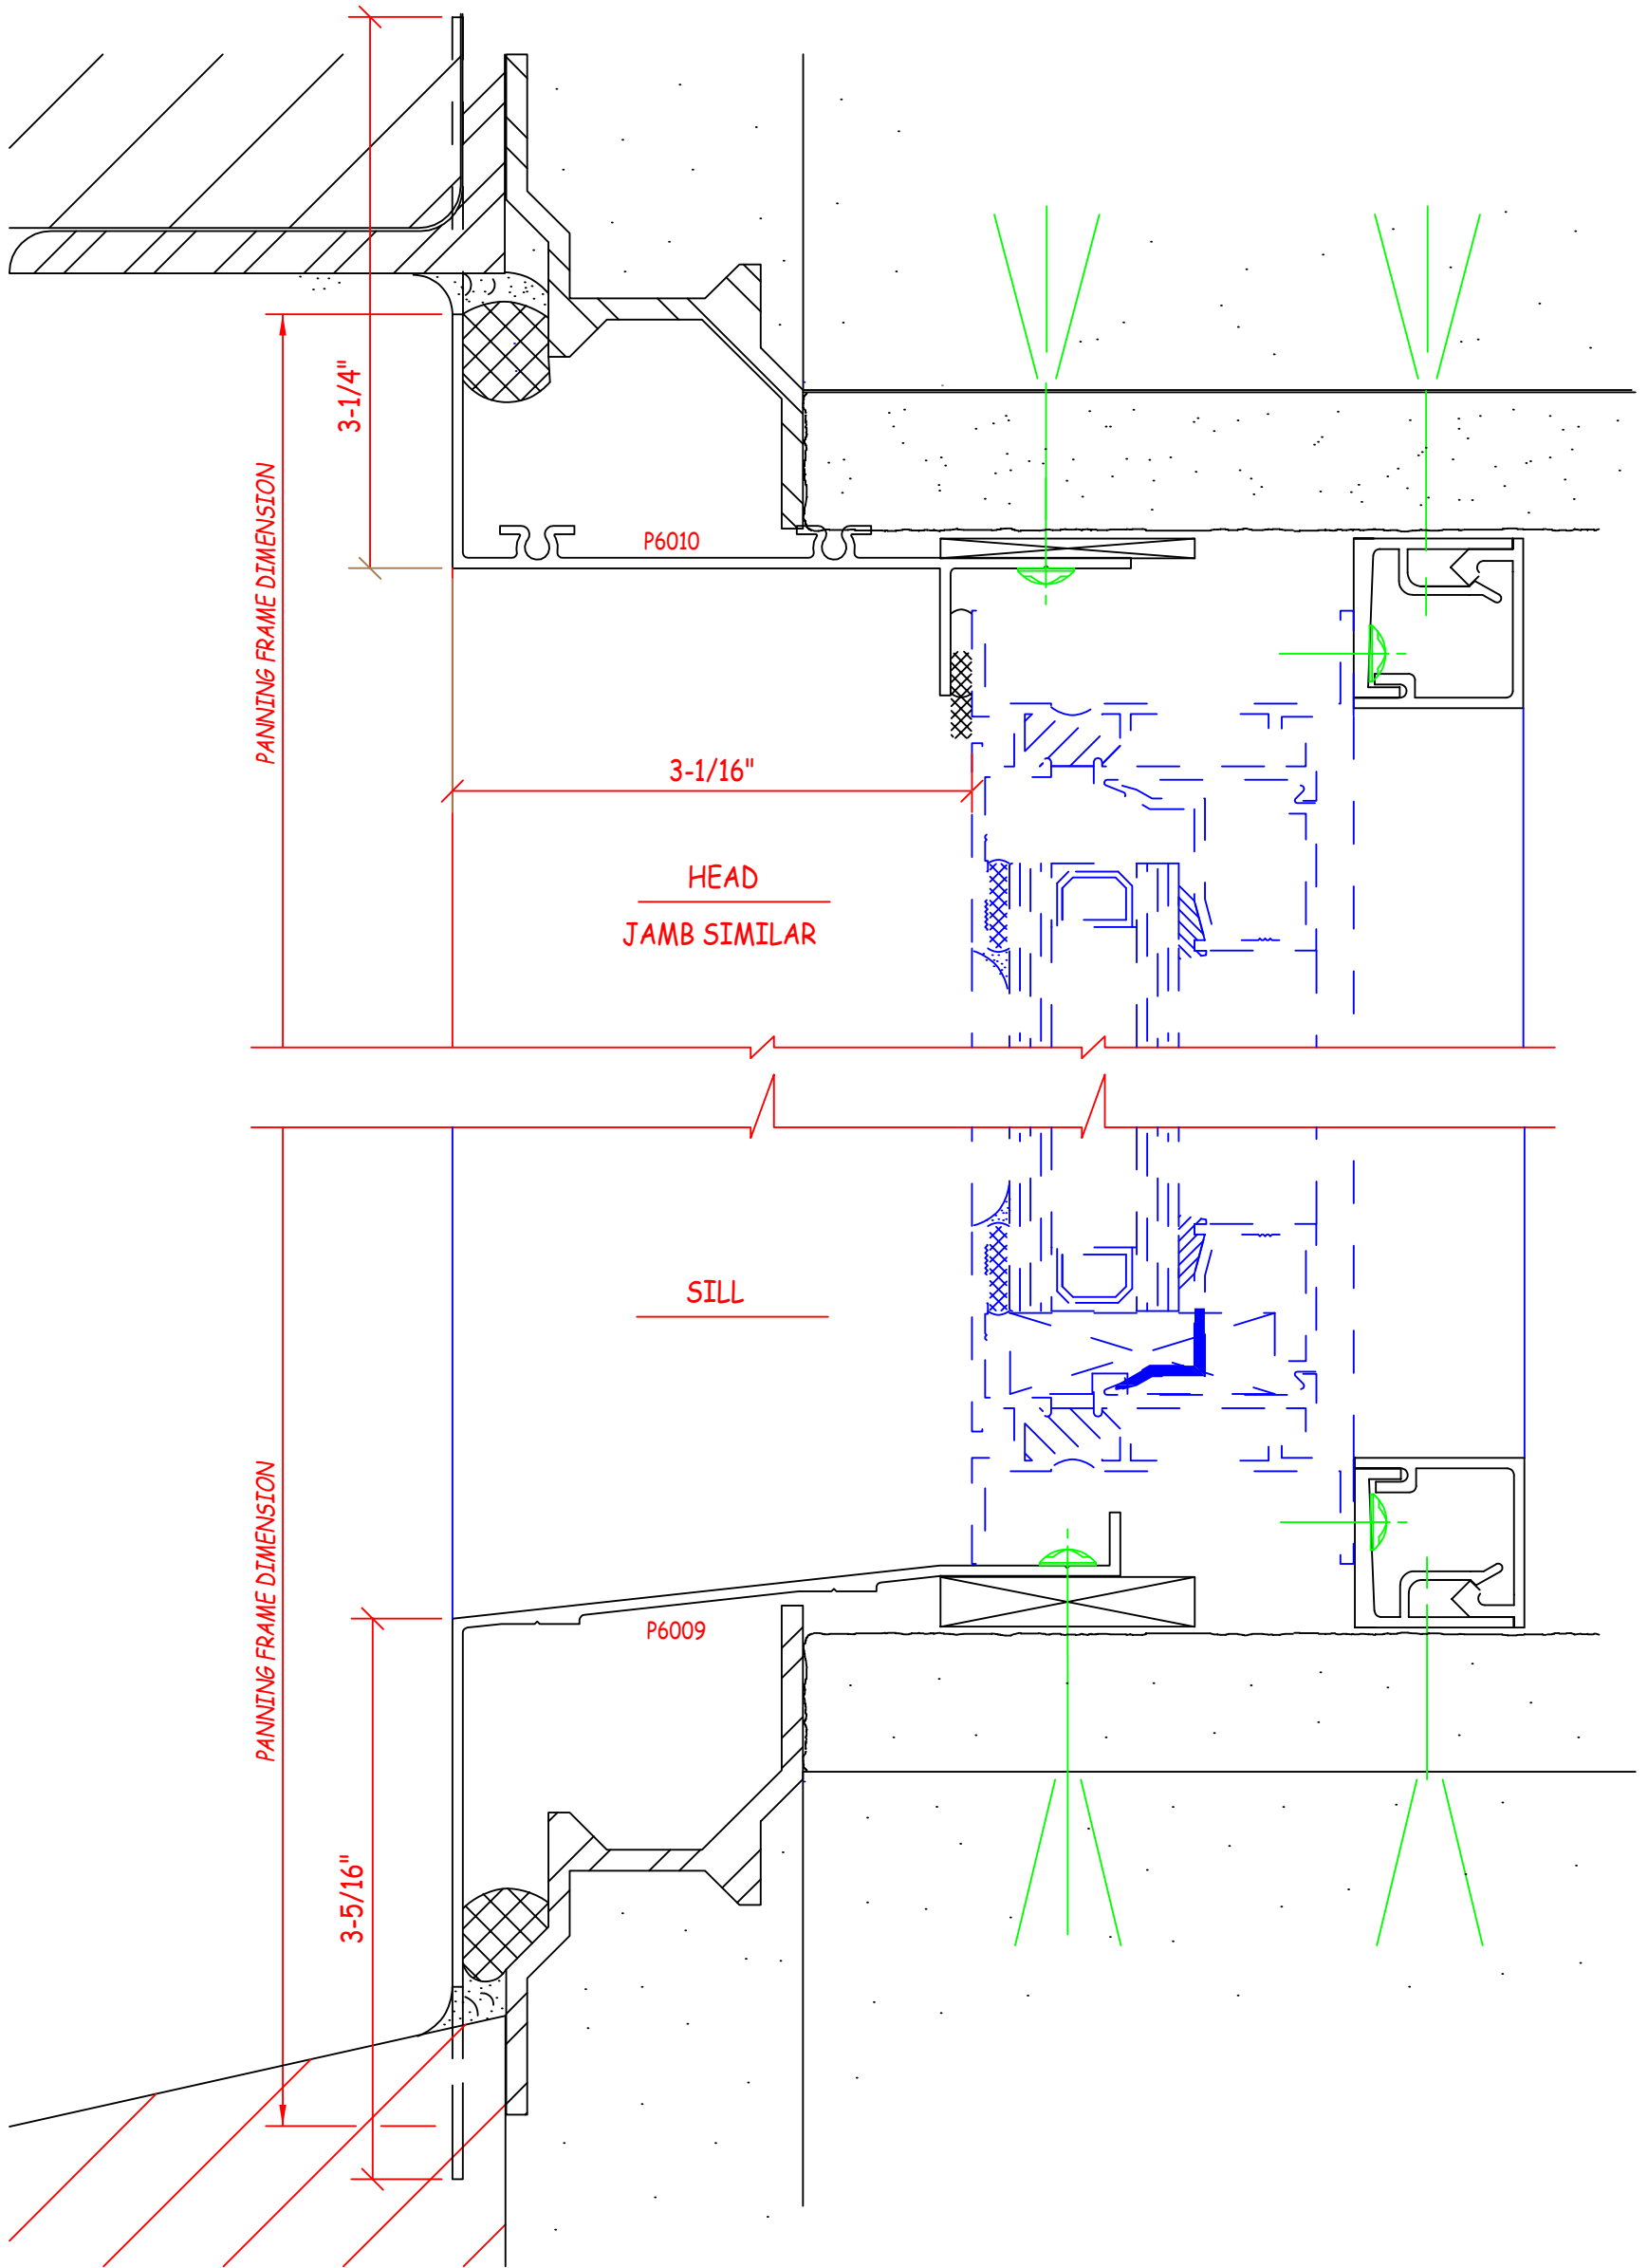 3-1/4"
PANNING FRAME DIMENSION
P6010
3-1/16"
HEAD
JAMB SIMILAR
SILL
PANNING FRAME DIMENSION
P6009
3-5/16"